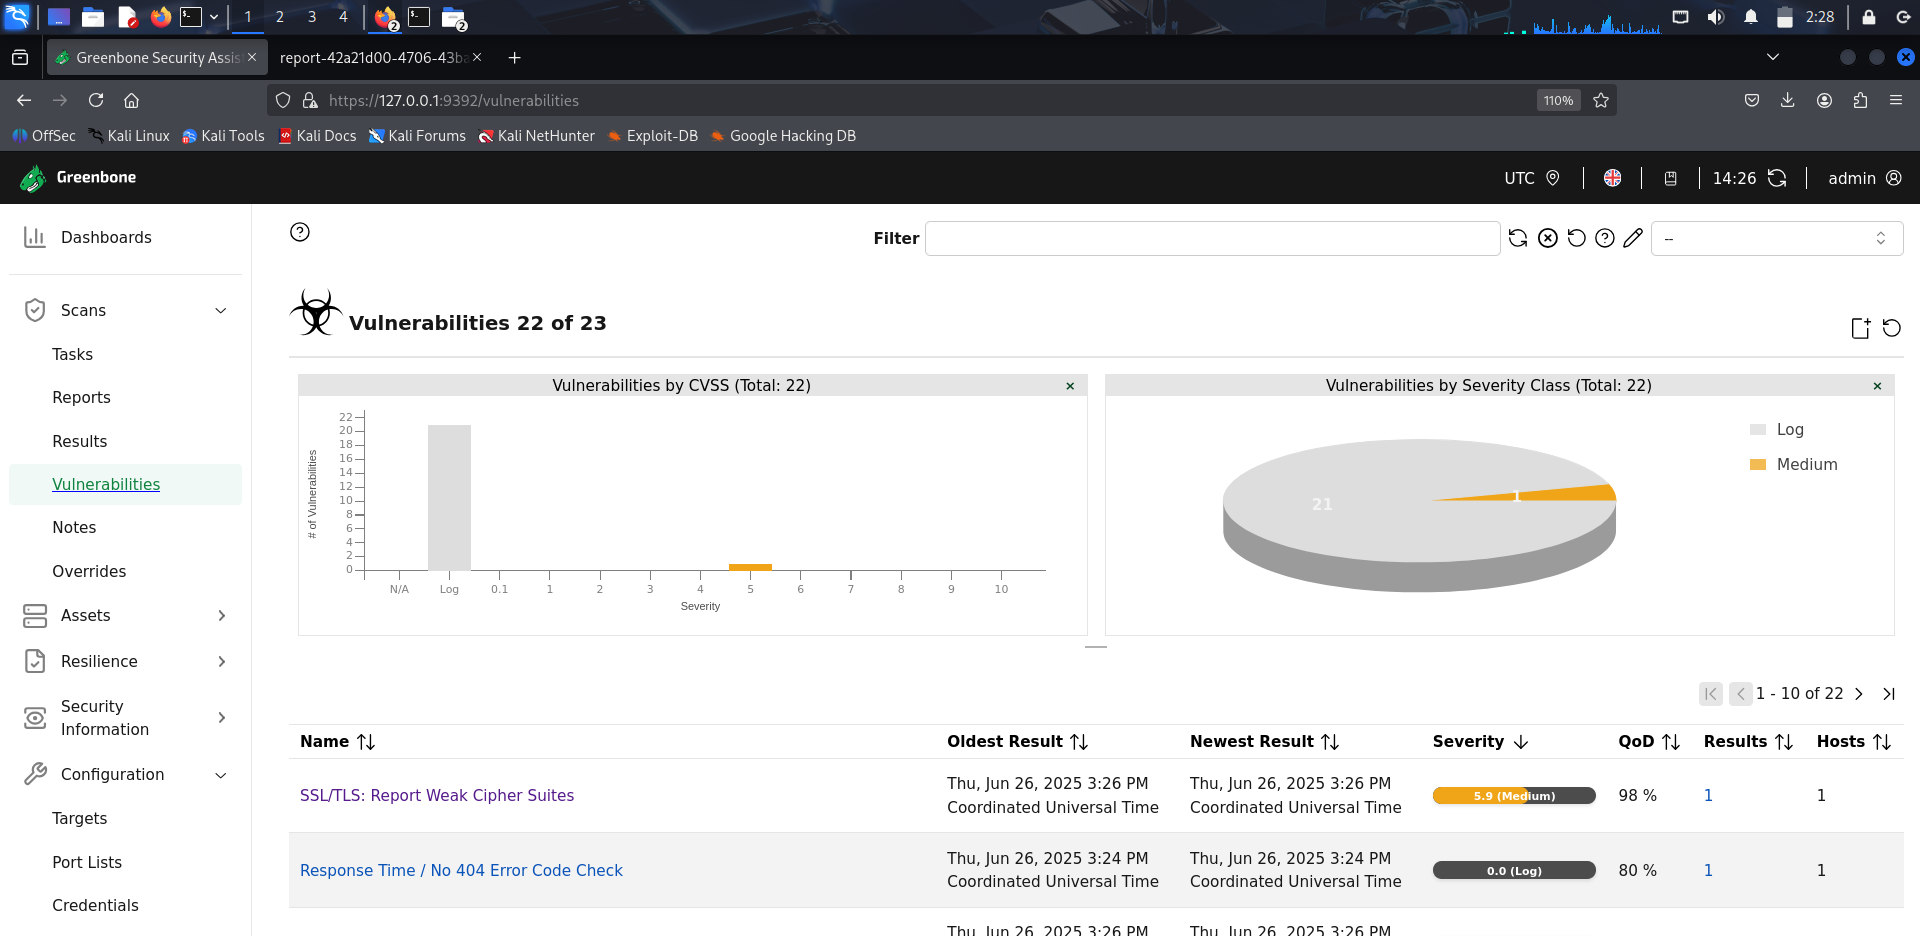 1 2 3 4 2 2 2:28
Greenbone Security Assis report-42a21d00-4706-43ba
https://127.0.0.1:9392/vulnerabilities 110%
OffSec Kali Linux Kali Tools Kali Docs Kali Forums Kali NetHunter Exploit-DB Google Hacking DB
Greenbone UTC 14:26 admin
Dashboards
Scans
Tasks
Reports
Results
Vulnerabilities
Notes
Overrides
Assets
Resilience
Security
Information
Configuration
Targets
Port Lists
Credentials
Filter --
Vulnerabilities 22 of 23
Vulnerabilities by CVSS (Total: 22) ×
# of Vulnerabilities
22
20
18
16
14
12
10
8
6
4
2
0
N/A Log 0.1 1 2 3 4 5 6 7 8 9 10
Severity
Vulnerabilities by Severity Class (Total: 22) ×
Log
Medium
21
1
1 - 10 of 22
Name Oldest Result Newest Result Severity QoD Results Hosts
SSL/TLS: Report Weak Cipher Suites Thu, Jun 26, 2025 3:26 PM Coordinated Universal Time Thu, Jun 26, 2025 3:26 PM Coordinated Universal Time 5.9 (Medium) 98 % 1 1
Response Time / No 404 Error Code Check Thu, Jun 26, 2025 3:24 PM Coordinated Universal Time Thu, Jun 26, 2025 3:24 PM Coordinated Universal Time 0.0 (Log) 80 % 1 1
Thu, Jun 26, 2025 3:26 PM Thu, Jun 26, 2025 3:26 PM